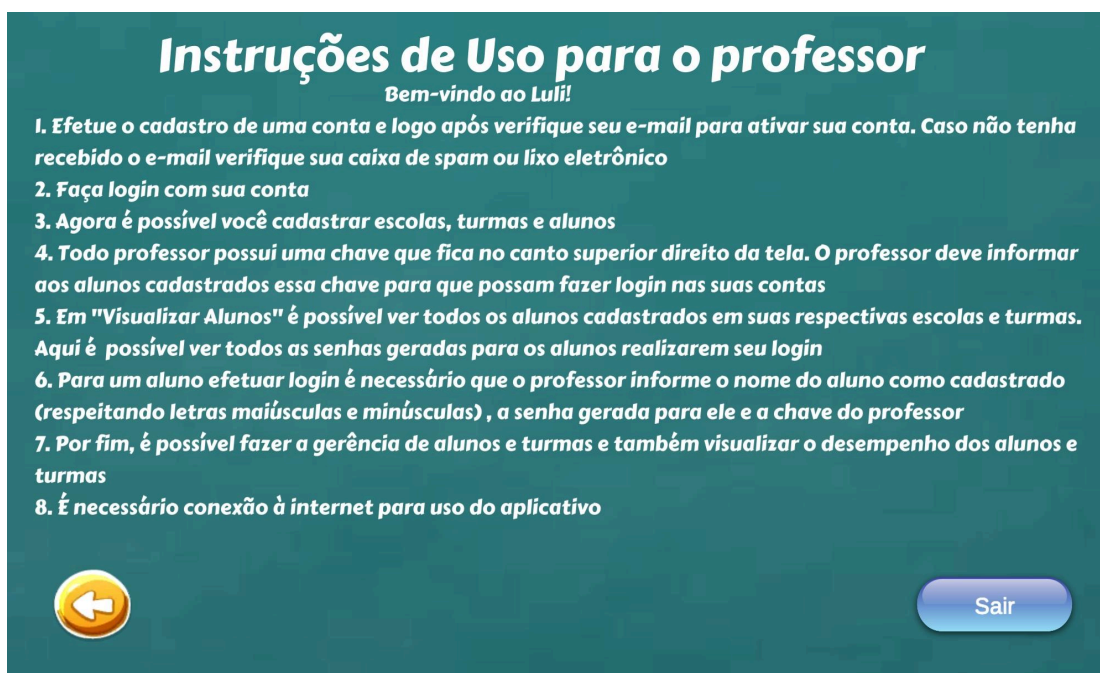 Instruções de Uso para o professor
Bem-vindo ao Luli!
1. Efetue o cadastro de uma conta e logo após verifique seu e-mail para ativar sua conta. Caso não tenha
recebido o e-mail verifique sua caixa de spam ou lixo eletrônico
2. Faça login com sua conta
3. Agora é possível você cadastrar escolas, turmas e alunos
4. Todo professor possui uma chave que fica no canto superior direito da tela. O professor deve informar
aos alunos cadastrados essa chave para que possam fazer login nas suas contas
5. Em "Visualizar Alunos" é possível ver todos os alunos cadastrados em suas respectivas escolas e turmas.
Aqui é possível ver todos as senhas geradas para os alunos realizarem seu login
6. Para um aluno efetuar login é necessário que o professor informe o nome do aluno como cadastrado
(respeitando letras maiúsculas e minúsculas) , a senha gerada para ele e a chave do professor
7. Por fim, é possível fazer a gerência de alunos e turmas e também visualizar o desempenho dos alunos e
turmas
8. É necessário conexão à internet para uso do aplicativo
Sair